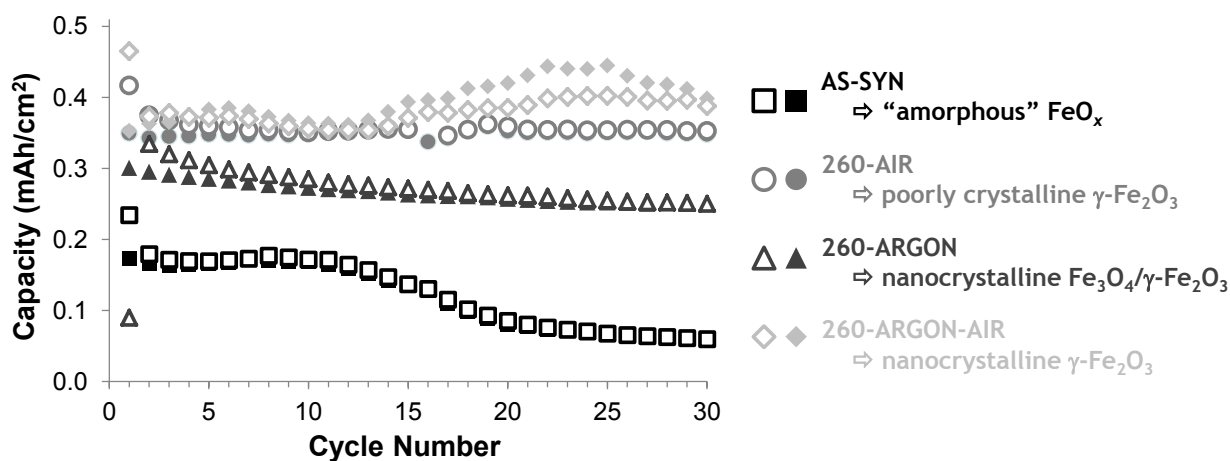 0.5
0.4
0.3
0.2
0.1
0.0
Capacity (mAh/cm²)
0 5 10 15 20 25 30
Cycle Number
AS-SYN
⇨ “amorphous” FeOₓ
260-AIR
⇨ poorly crystalline γ-Fe₂O₃
260-ARGON
⇨ nanocrystalline Fe₃O₄/γ-Fe₂O₃
260-ARGON-AIR
⇨ nanocrystalline γ-Fe₂O₃